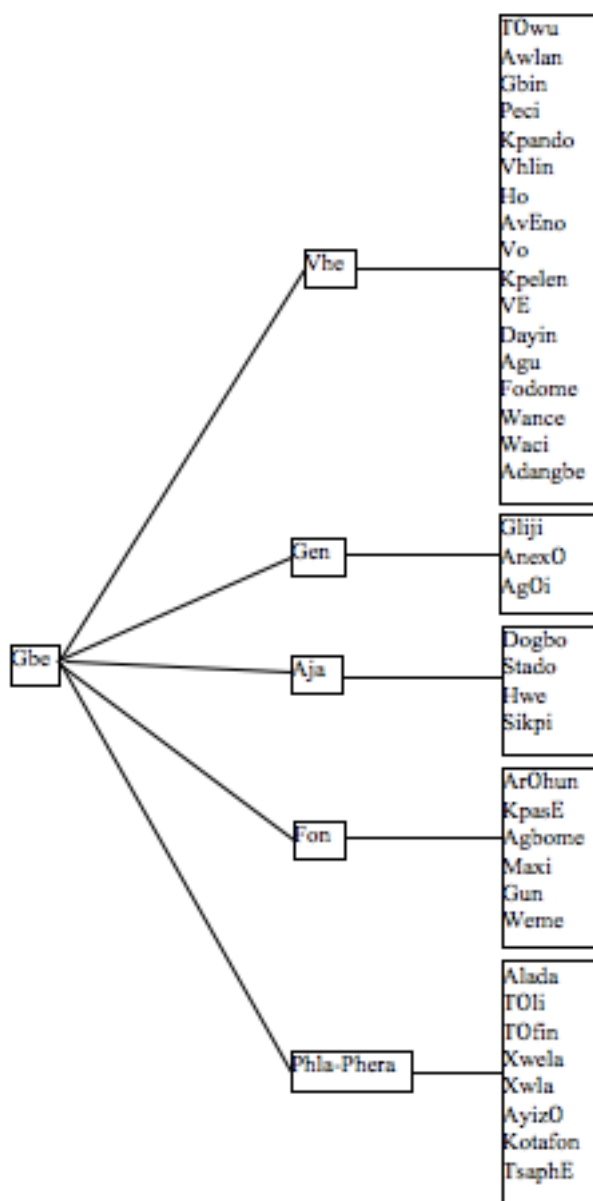 TOwu
Awlan
Gbin
Peci
Kpando
Vhlin
Ho
AvEno
Vo
Kpelen
VE
Dayin
Agu
Fodome
Wance
Waci
Adangbe
Vhe
Gliji
AnexO
AgOi
Gen
Gbe
Dogbo
Stado
Hwe
Sikpi
Aja
ArOhun
KpasE
Agbome
Maxi
Gun
Weme
Fon
Alada
TOli
TOfin
Xwela
Xwla
AyizO
Kotafon
TsaphE
Phla-Phera